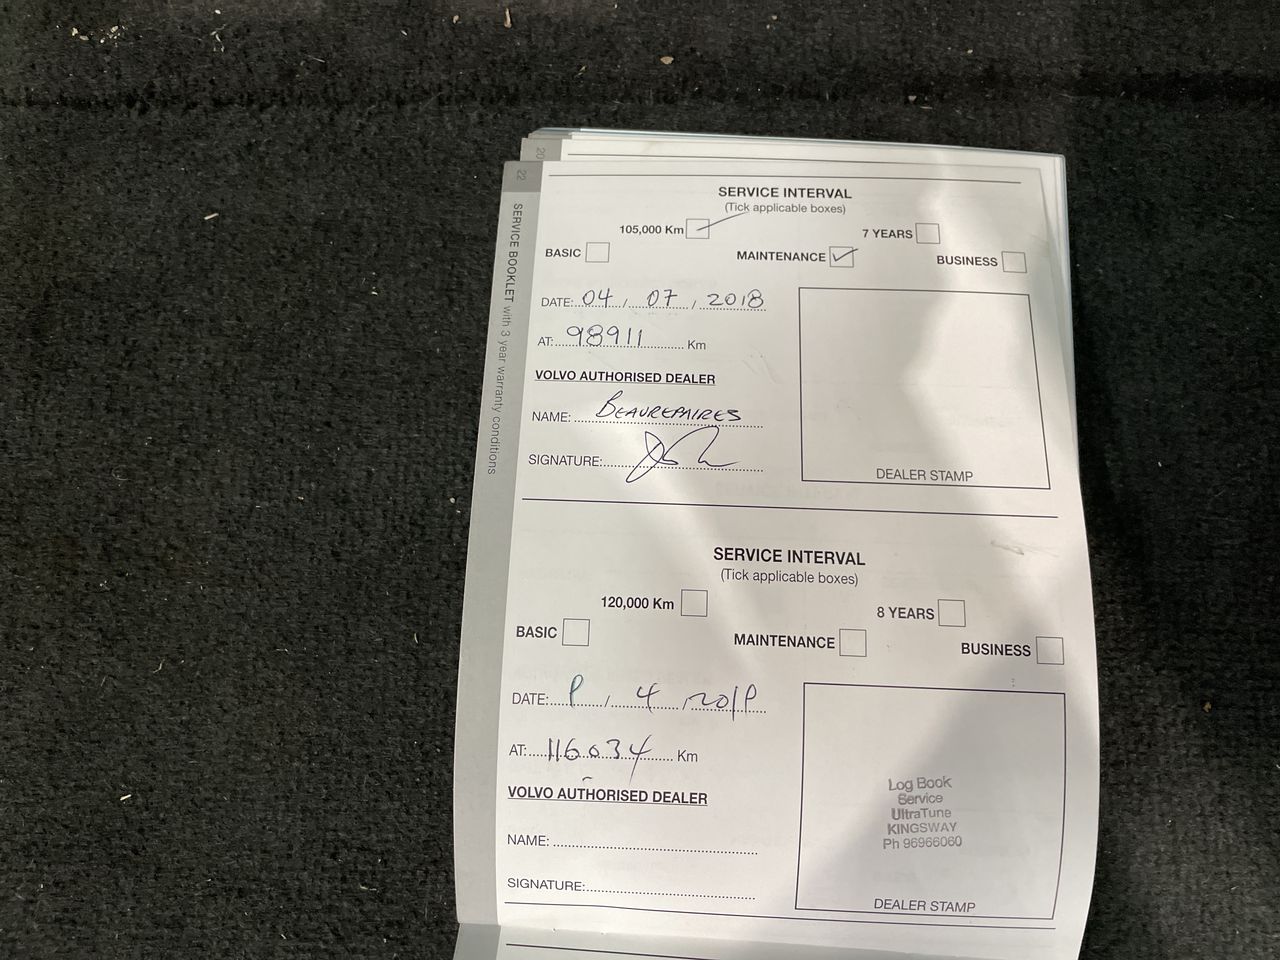 20
22
SERVICE BOOKLET with 3 year warranty conditions
SERVICE INTERVAL
(Tick applicable boxes)
105,000 Km 7 YEARS
BASIC MAINTENANCE BUSINESS
DATE: 04 / 07 / 2018
AT: 98911 Km
VOLVO AUTHORISED DEALER
NAME: BEAUREPAIRES
SIGNATURE:
DEALER STAMP
SERVICE INTERVAL
(Tick applicable boxes)
120,000 Km 8 YEARS
BASIC MAINTENANCE BUSINESS
DATE: / 4 /
AT: 116034 Km
VOLVO AUTHORISED DEALER
NAME:
SIGNATURE:
Log Book
Service
UltraTune
KINGSWAY
Ph 96966060
DEALER STAMP